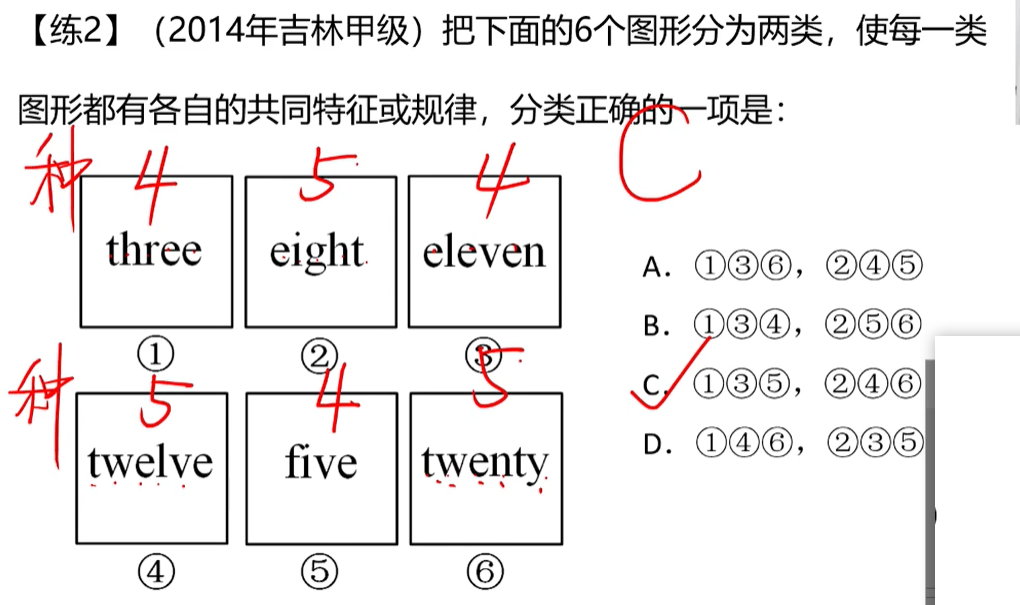 【练2】（2014年吉林甲级）把下面的6个图形分为两类，使每一类
图形都有各自的共同特征或规律，分类正确的一项是：
C
种 4 5 4
three eight eleven
① ② ③
A. ①③⑥，②④⑤
B. ①③④，②⑤⑥
C. ①③⑤，②④⑥
D. ①④⑥，②③⑤
种 5 4 5
twelve five twenty
④ ⑤ ⑥